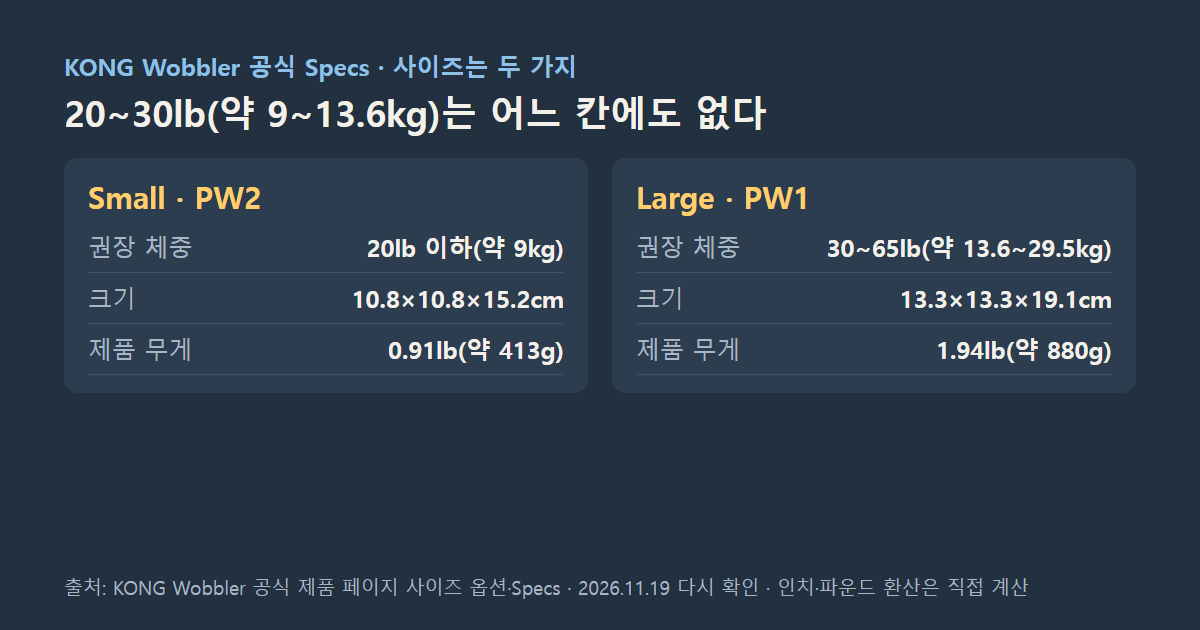 KONG Wobbler 공식 Specs · 사이즈는 두 가지
20~30lb(약 9~13.6kg)는 어느 칸에도 없다
Small · PW2
권장 체중 20lb 이하(약 9kg)
크기 10.8×10.8×15.2cm
제품 무게 0.91lb(약 413g)
Large · PW1
권장 체중 30~65lb(약 13.6~29.5kg)
크기 13.3×13.3×19.1cm
제품 무게 1.94lb(약 880g)
출처: KONG Wobbler 공식 제품 페이지 사이즈 옵션·Specs · 2026.11.19 다시 확인 · 인치·파운드 환산은 직접 계산